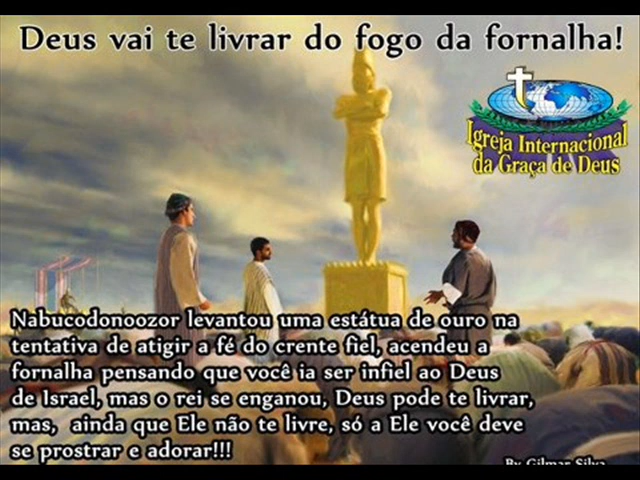 Deus vai te livrar do fogo da fornalha!
Igreja Internacional
da Graça de Deus
Nabucodonoozor levantou uma estátua de ouro na
tentativa de atigir a fé do crente fiel, acendeu a
fornalha pensando que você ia ser infiel ao Deus
de Israel, mas o rei se enganou, Deus pode te livrar,
mas, ainda que Ele não te livre, só a Ele você deve
se prostrar e adorar!!!
By Gilmar Silva